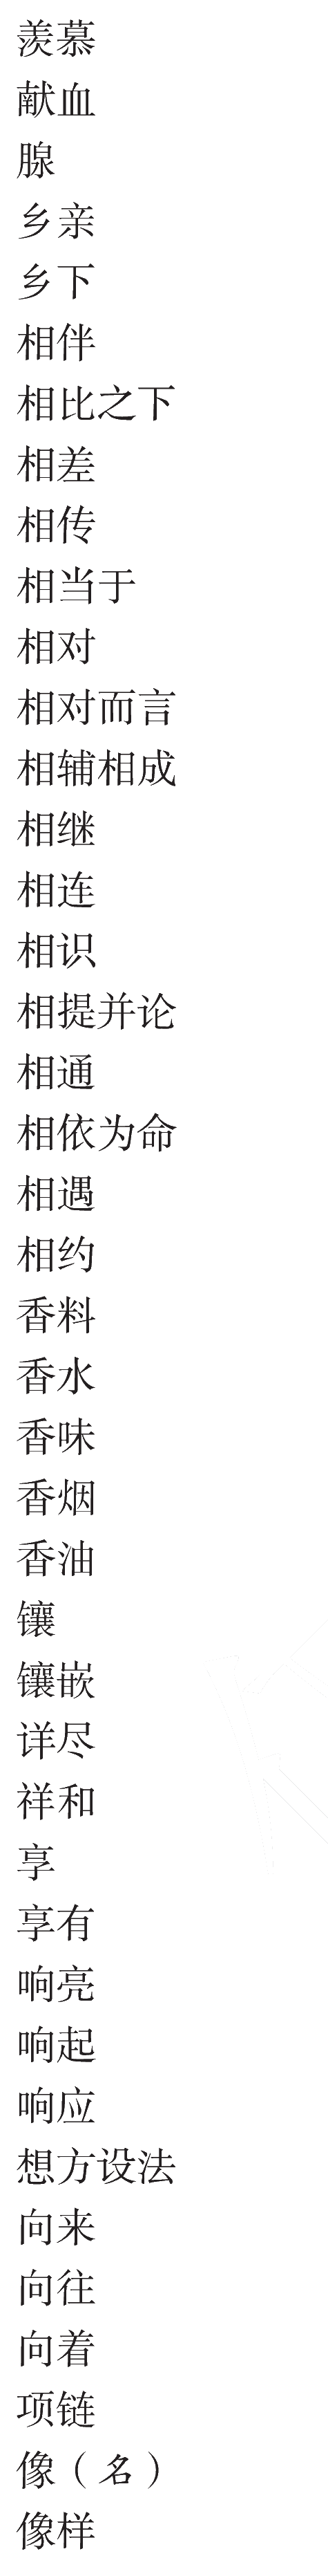 羡慕
献血
腺
乡亲
乡下
相伴
相比之下
相差
相传
相当于
相对
相对而言
相辅相成
相继
相连
相识
相提并论
相通
相依为命
相遇
相约
香料
香水
香味
香烟
香油
镶
镶嵌
详尽
祥和
享
享有
响亮
响起
响应
想方设法
向来
向往
向着
项链
像（名）
像样